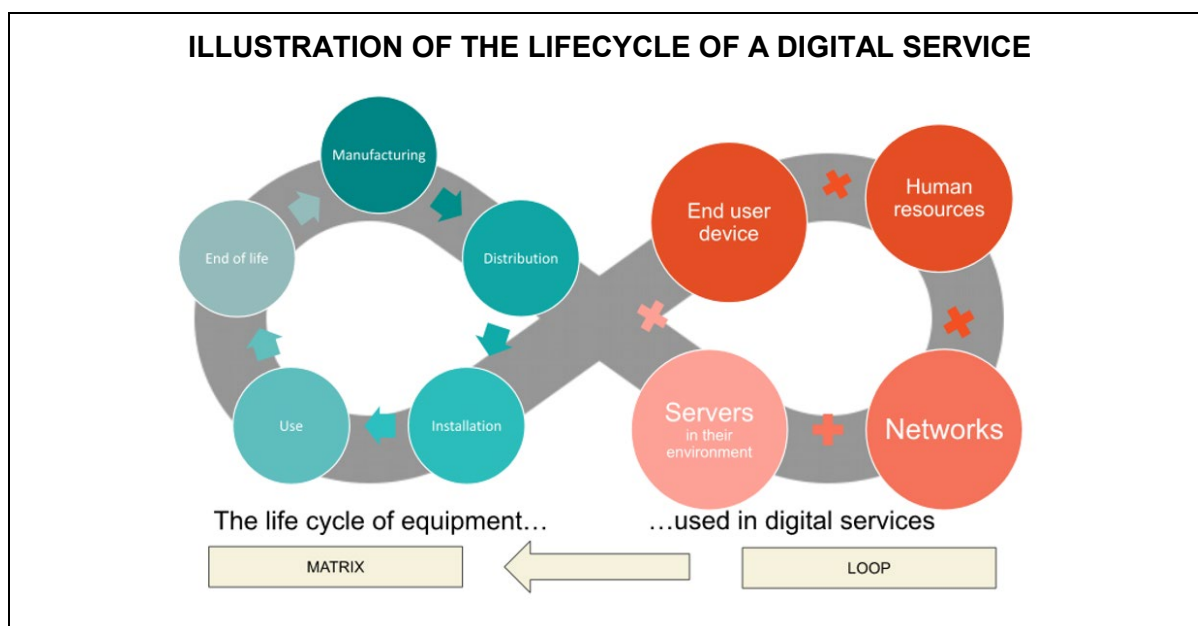 ILLUSTRATION OF THE LIFECYCLE OF A DIGITAL SERVICE
Manufacturing
Distribution
Installation
Use
End of life
End user
device
Human
resources
Networks
Servers
in their
environment
The life cycle of equipment…
…used in digital services
MATRIX
LOOP